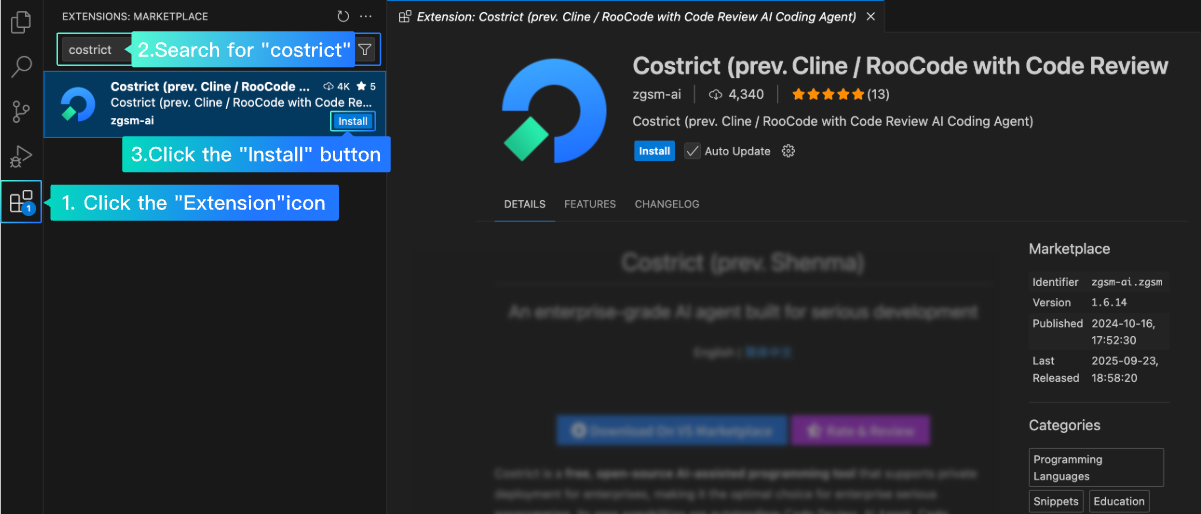 EXTENSIONS: MARKETPLACE
costrict
2.Search for "costrict"
Costrict (prev. Cline / RooCode ... 4K 5
Costrict (prev. Cline / RooCode with Code Re...
zgsm-ai
Install
3.Click the "Install" button
1. Click the "Extension"icon
1
Extension: Costrict (prev. Cline / RooCode with Code Review AI Coding Agent)
Costrict (prev. Cline / RooCode with Code Review
zgsm-ai 4,340 (13)
Costrict (prev. Cline / RooCode with Code Review AI Coding Agent)
Install Auto Update
DETAILS FEATURES CHANGELOG
Costrict (prev. Shenma)
An enterprise-grade AI agent built for serious development
English | 简体中文
Download On VS Marketplace
Rate & Review
Costrict is a free, open-source AI-assisted programming tool that supports private
deployment for enterprises, making it the optimal choice for enterprise serious
Marketplace
Identifier zgsm-ai.zgsm
Version 1.6.14
Published 2024-10-16,
17:52:30
Last 2025-09-23,
Released 18:58:20
Categories
Programming
Languages
Snippets Education